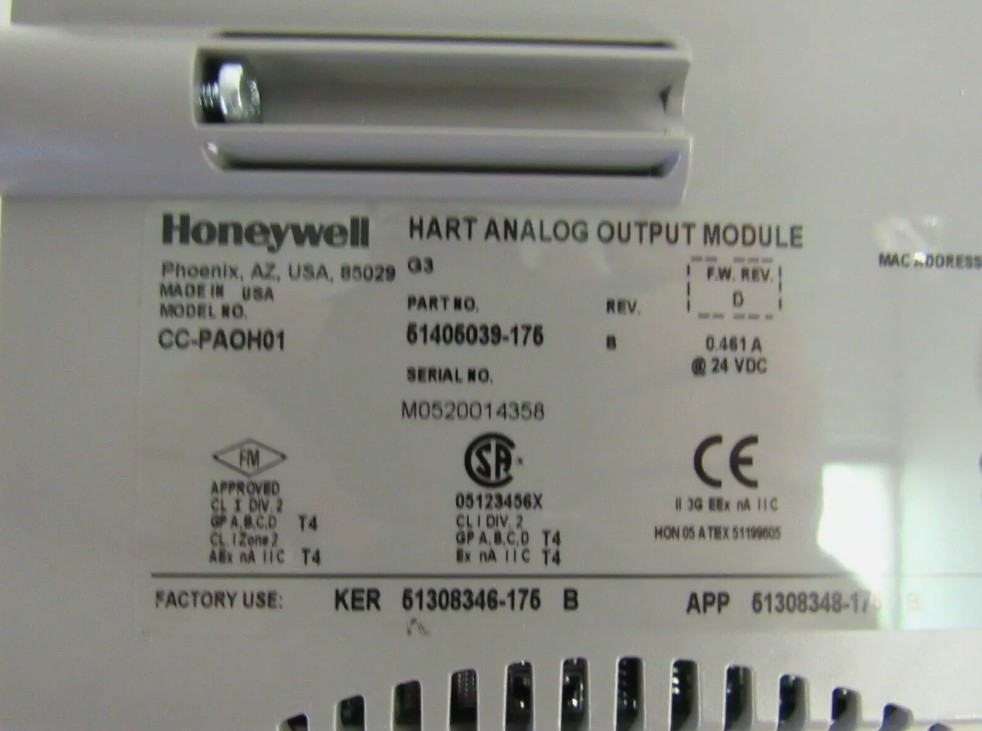 Honeywell
HART ANALOG OUTPUT MODULE
Phoenix, AZ, USA, 85029
G3
F.W. REV.
MAC ADDRESS
MADE IN USA
D
MODEL NO.
PART NO.
REV.
CC-PAOH01
51405039-175
B
0.461 A
@ 24 VDC
SERIAL NO.
M0520014358
FM
SA
CE
APPROVED
CL I DIV. 2
GP A,B,C,D T4
CL. I Zone 2
AEx nA IIC T4
05123456X
CL I DIV. 2
GP A, B, C, D T4
Ex nA IIC T4
II 3G EEx nA IIC
HON 05 ATEX 51199605
FACTORY USE: KER 51308346-175 B APP 51308348-175 B